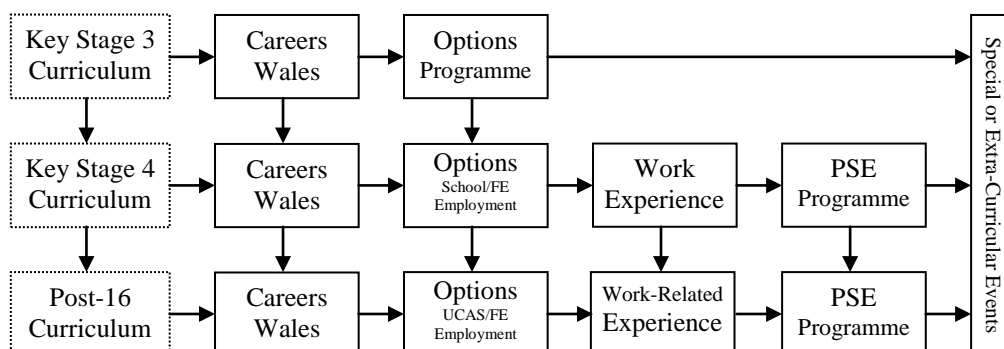 Key Stage 3
Curriculum
Careers
Wales
Options
Programme
Key Stage 4
Curriculum
Careers
Wales
Options
School/FE
Employment
Work
Experience
PSE
Programme
Post-16
Curriculum
Careers
Wales
Options
UCAS/FE
Employment
Work-Related
Experience
PSE
Programme
Special or Extra-Curricular Events